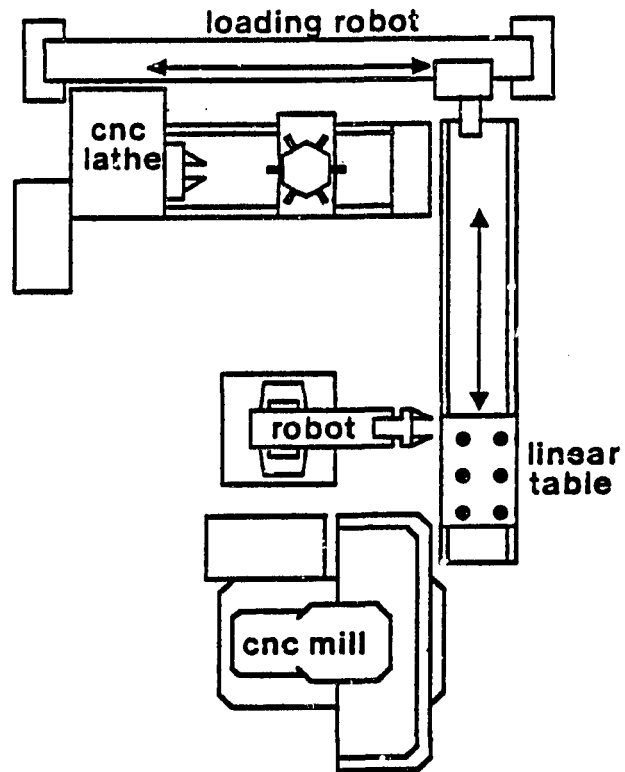 loading robot
cnc
lathe
robot
linear
table
cnc mill